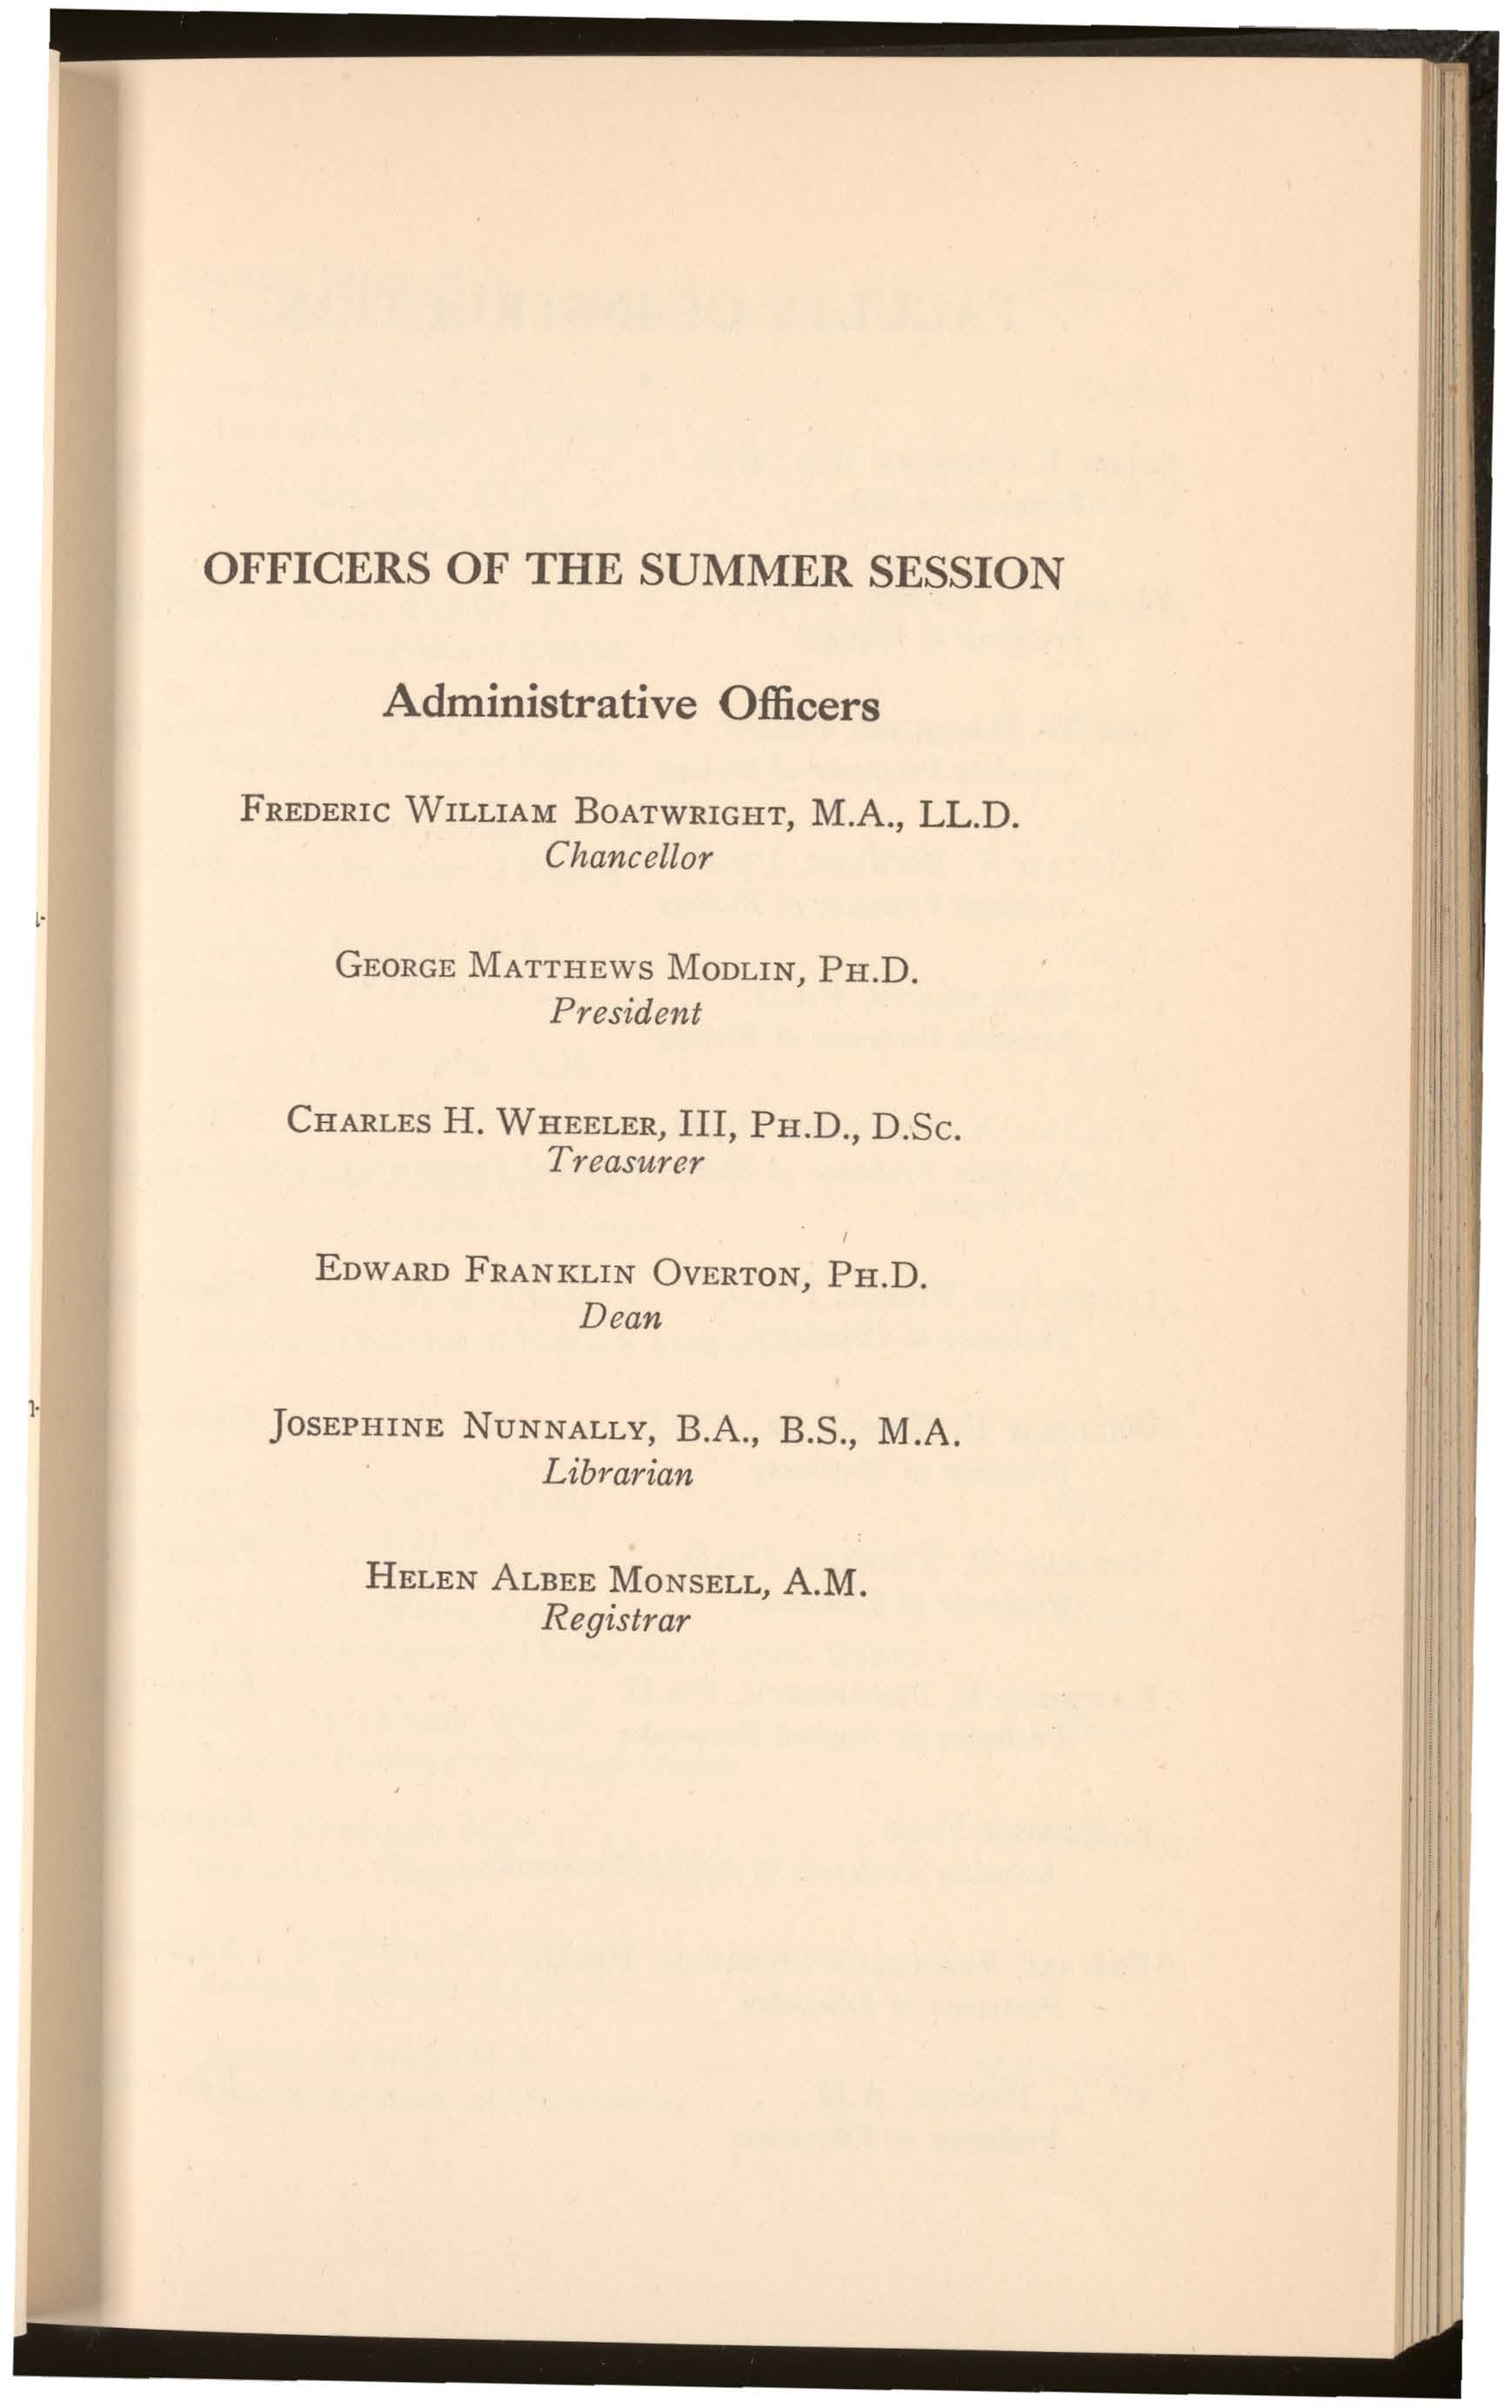 OFFICERS OF THE SUMMER SESSION
Administrative Officers
FREDERIC WILLIAM BOATWRIGHT, M.A., LL.D.
Chancellor
GEORGE MATTHEWS MODLIN, PH.D.
President
CHARLES H. WHEELER, III, PH.D., D.SC.
Treasurer
EDWARD FRANKLIN OVERTON, PH.D.
Dean
JOSEPHINE NUNNALLY, B.A., B.S., M.A.
Librarian
HELEN ALBEE MONSELL, A.M.
Registrar